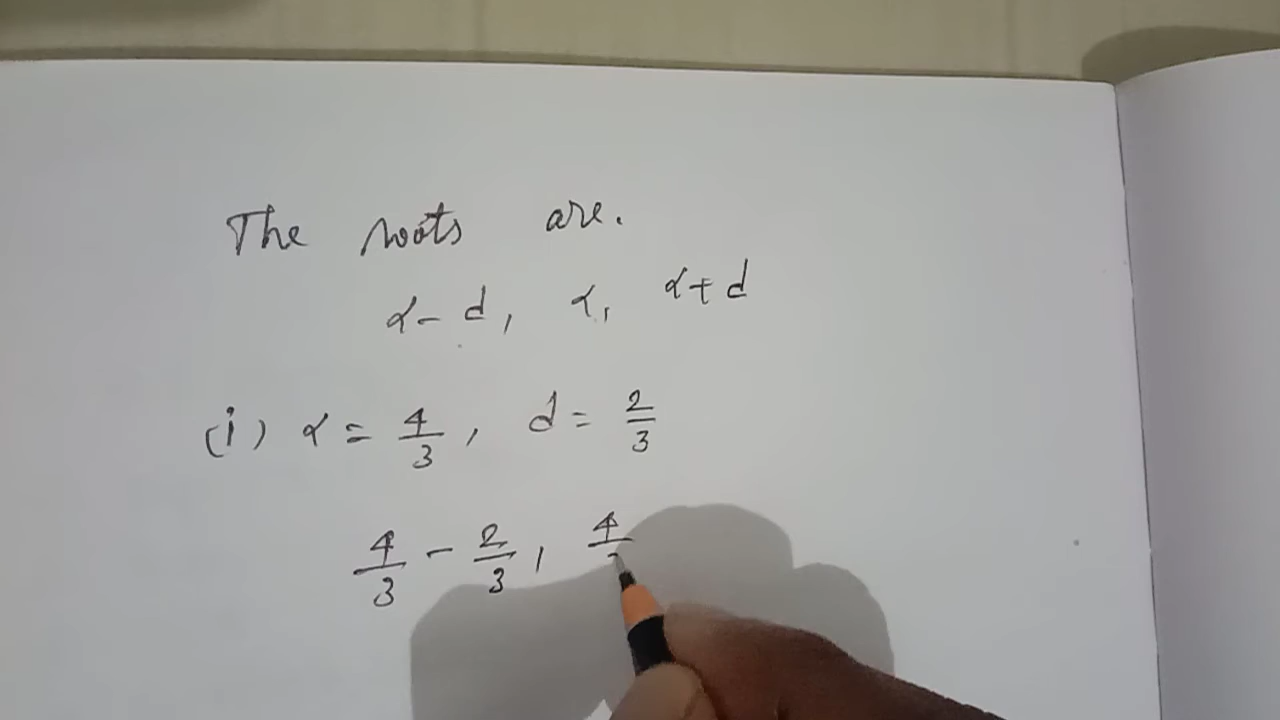 The roots are.
α - d, α, α + d
(i) α = 4/3, d = 2/3
4/3 - 2/3, 4/